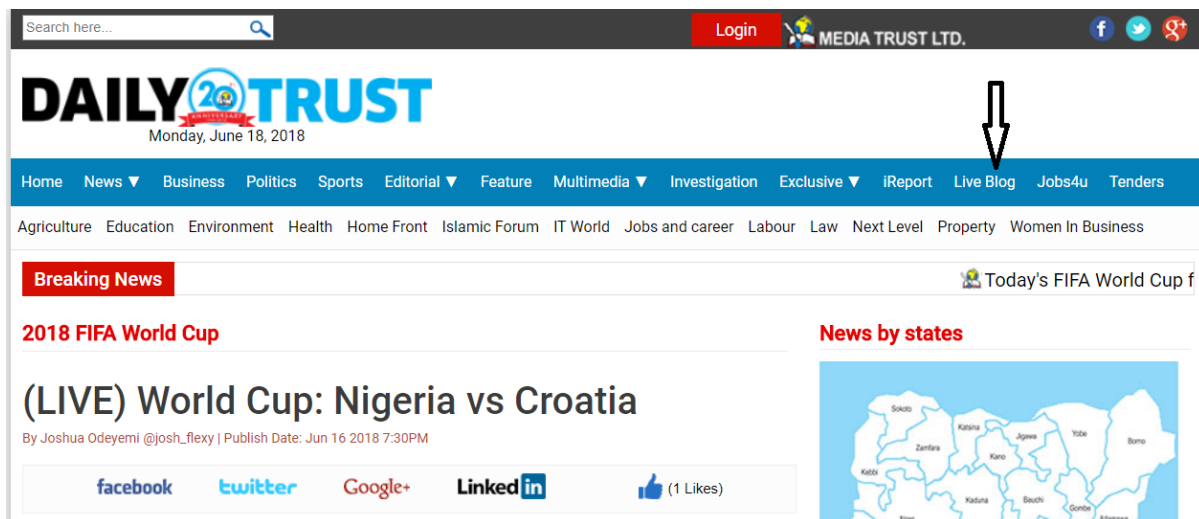 Search here...
Login
MEDIA TRUST LTD.
DAILY 20 TRUST
ANNIVERSARY
Monday, June 18, 2018
Home News ▼ Business Politics Sports Editorial ▼ Feature Multimedia ▼ Investigation Exclusive ▼ iReport Live Blog Jobs4u Tenders
Agriculture Education Environment Health Home Front Islamic Forum IT World Jobs and career Labour Law Next Level Property Women In Business
Breaking News
Today's FIFA World Cup f
2018 FIFA World Cup
News by states
(LIVE) World Cup: Nigeria vs Croatia
By Joshua Odeyemi @josh_flexy | Publish Date: Jun 16 2018 7:30PM
facebook twitter Google+ Linked in (1 Likes)
Sokoto
Katsina
Jigawa
Yobe
Borno
Zamfara
Kano
Kebbi
Kaduna
Bauchi
Gombe